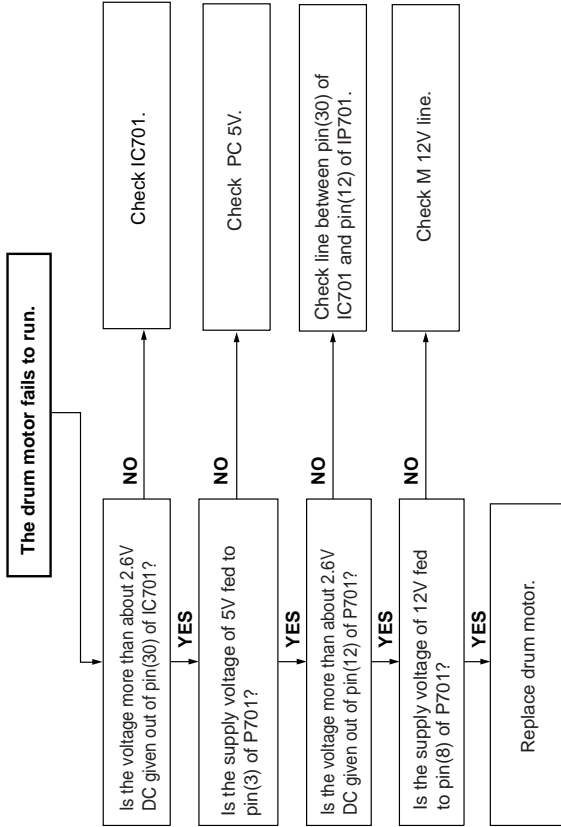 The drum motor fails to run.
Is the voltage more than about 2.6V
DC given out of pin(30) of IC701?
NO
Check IC701.
YES
Is the supply voltage of 5V fed to
pin(3) of P701?
NO
Check  PC 5V.
YES
Is the voltage more than about 2.6V
DC given out of pin(12) of P701?
NO
Check line between pin(30) of
IC701 and pin(12) of IP701.
YES
Is the supply voltage of 12V fed
to pin(8) of P701?
NO
Check M 12V line.
YES
Replace drum motor.